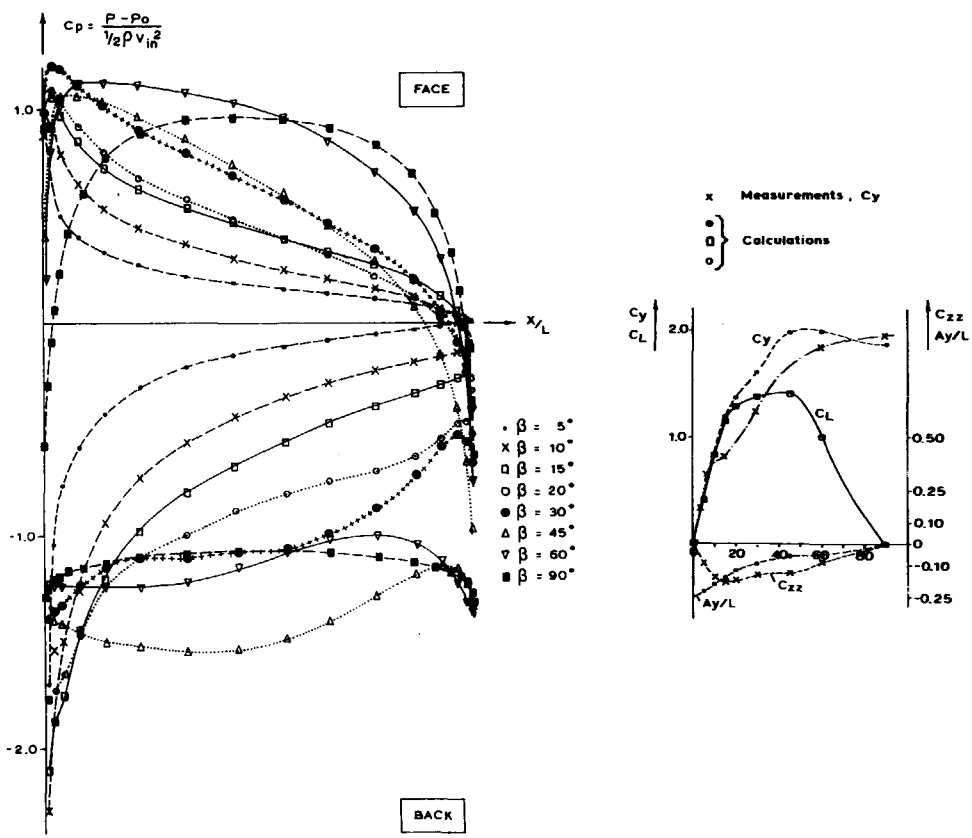 Cp = P - Po / 1/2 ρ v in ²
FACE
1.0
x/L
-1.0
-2.0
BACK
. β = 5°
× β = 10°
□ β = 15°
○ β = 20°
● β = 30°
△ β = 45°
▽ β = 60°
■ β = 90°
× Measurements, Cy
● □ ○ } Calculations
Cy
CL
Czz
Ay/L
2.0
Cy
CL
1.0
0.50
0.25
0.10
0
-0.10
-0.25
20
40
60
80
Ay/L
Czz